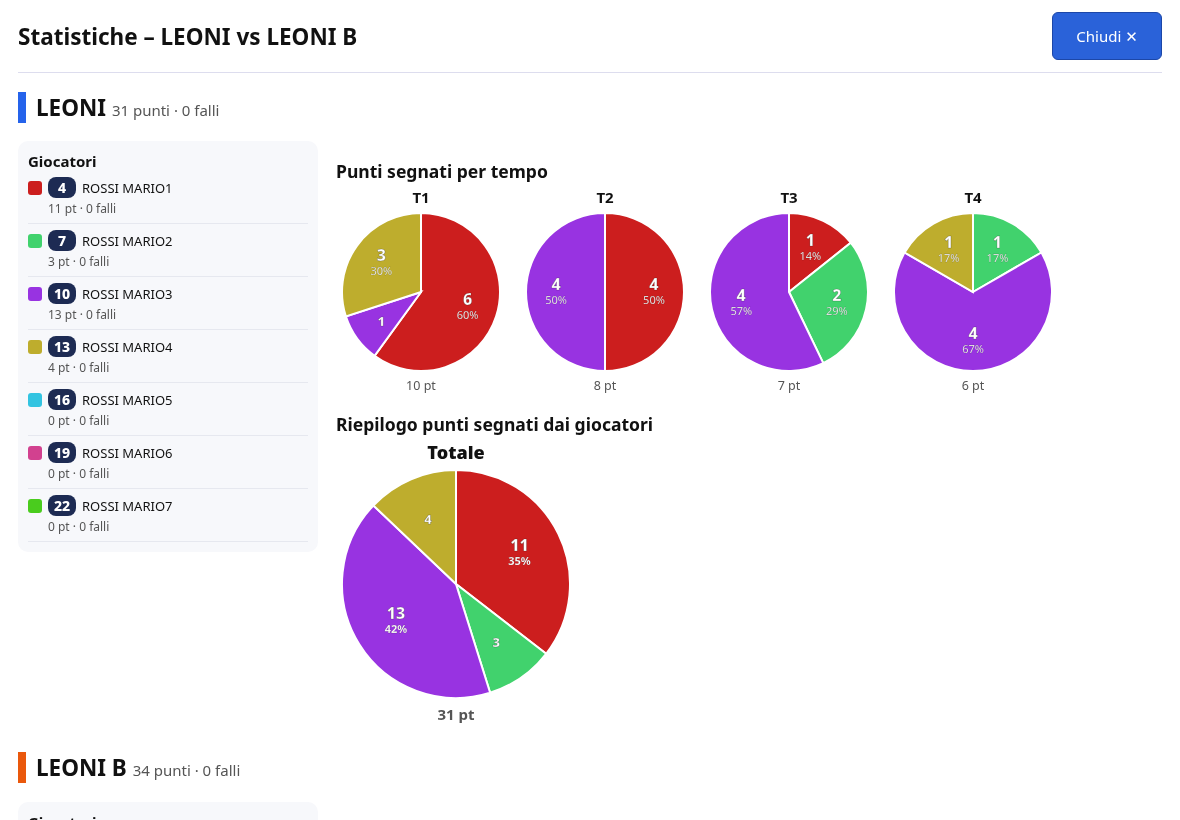 Statistiche – LEONI vs LEONI B
Chiudi ✕
LEONI 31 punti · 0 falli
Giocatori
4 ROSSI MARIO1
11 pt · 0 falli
7 ROSSI MARIO2
3 pt · 0 falli
10 ROSSI MARIO3
13 pt · 0 falli
13 ROSSI MARIO4
4 pt · 0 falli
16 ROSSI MARIO5
0 pt · 0 falli
19 ROSSI MARIO6
0 pt · 0 falli
22 ROSSI MARIO7
0 pt · 0 falli
Punti segnati per tempo
T1
3
30%
6
60%
1
10 pt
T2
4
50%
4
50%
8 pt
T3
1
14%
4
57%
2
29%
7 pt
T4
1
17%
1
17%
4
67%
6 pt
Riepilogo punti segnati dai giocatori
Totale
4
11
35%
13
42%
3
31 pt
LEONI B 34 punti · 0 falli